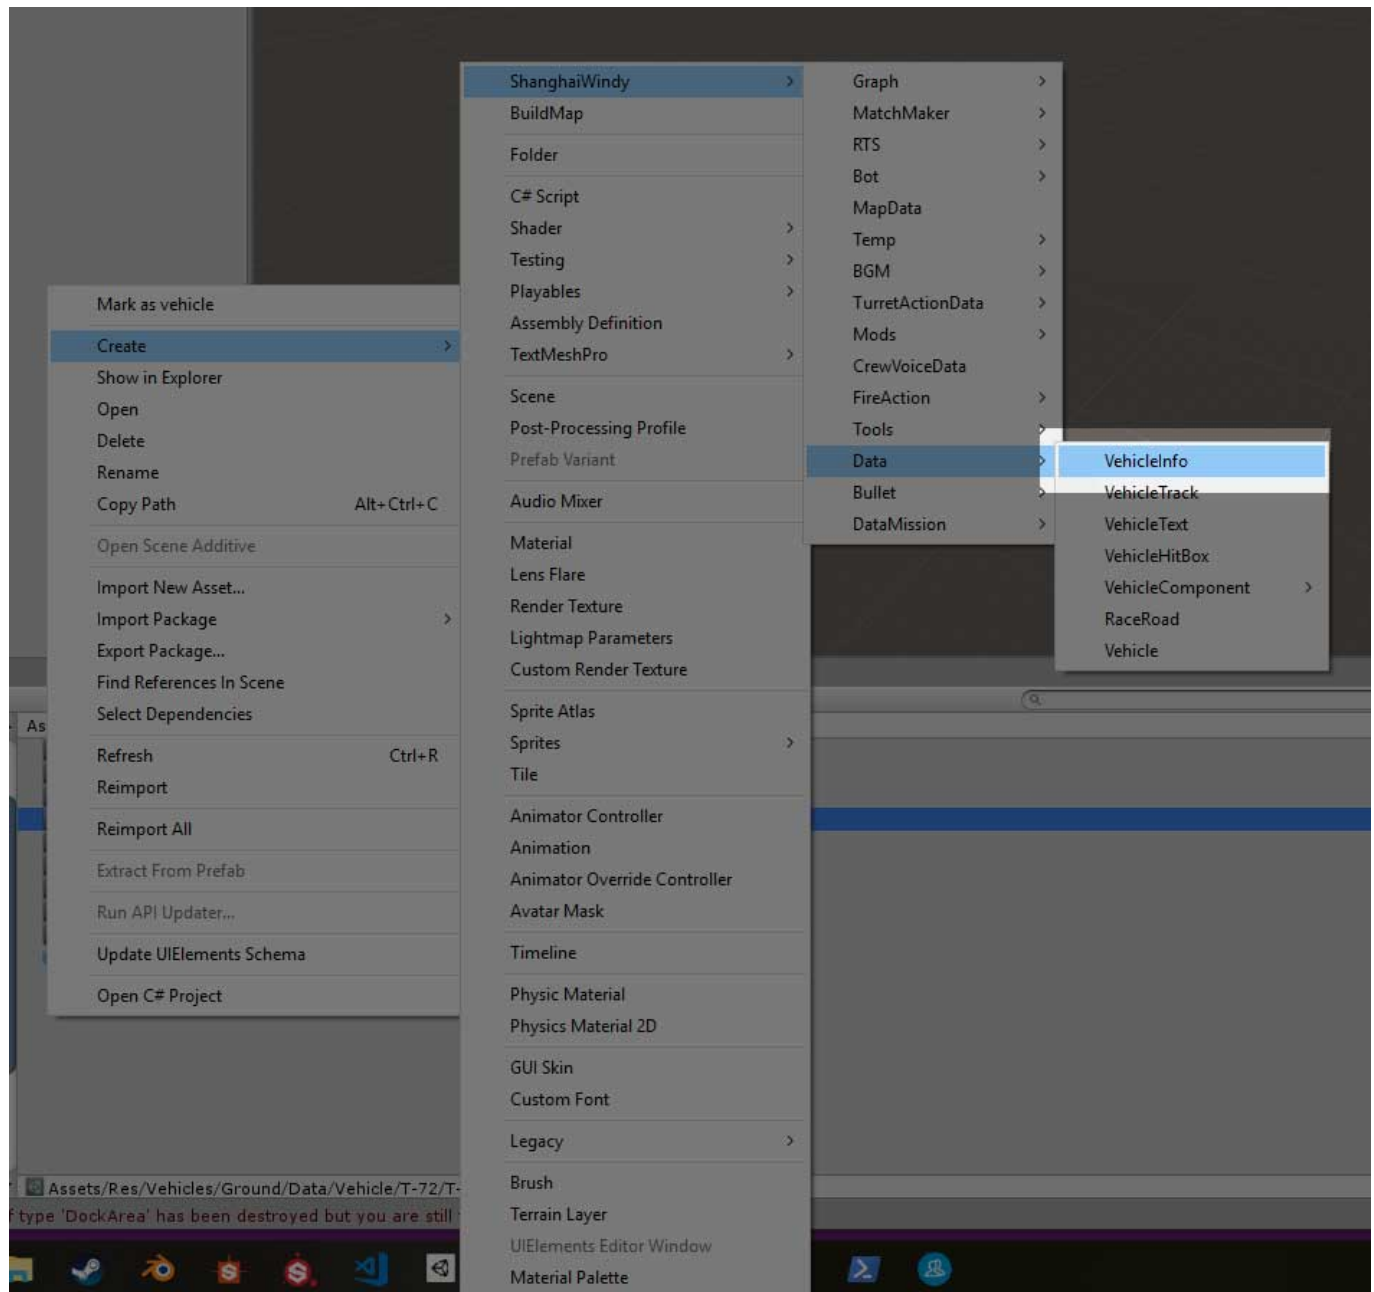 Mark as vehicle
Create
Show in Explorer
Open
Delete
Rename
Copy Path Alt+Ctrl+C
Open Scene Additive
Import New Asset...
Import Package
Export Package...
Find References In Scene
Select Dependencies
Refresh Ctrl+R
Reimport
Reimport All
Extract From Prefab
Run API Updater...
Update UIElements Schema
Open C# Project
ShanghaiWindy
BuildMap
Folder
C# Script
Shader
Testing
Playables
Assembly Definition
TextMeshPro
Scene
Post-Processing Profile
Prefab Variant
Audio Mixer
Material
Lens Flare
Render Texture
Lightmap Parameters
Custom Render Texture
Sprite Atlas
Sprites
Tile
Animator Controller
Animation
Animator Override Controller
Avatar Mask
Timeline
Physic Material
Physics Material 2D
GUI Skin
Custom Font
Legacy
Brush
Terrain Layer
UIElements Editor Window
Material Palette
Graph
MatchMaker
RTS
Bot
MapData
Temp
BGM
TurretActionData
Mods
CrewVoiceData
FireAction
Tools
Data
Bullet
DataMission
VehicleInfo
VehicleTrack
VehicleText
VehicleHitBox
VehicleComponent
RaceRoad
Vehicle
As
Assets/Res/Vehicles/Ground/Data/Vehicle/T-72/T-
f type 'DockArea' has been destroyed but you are still